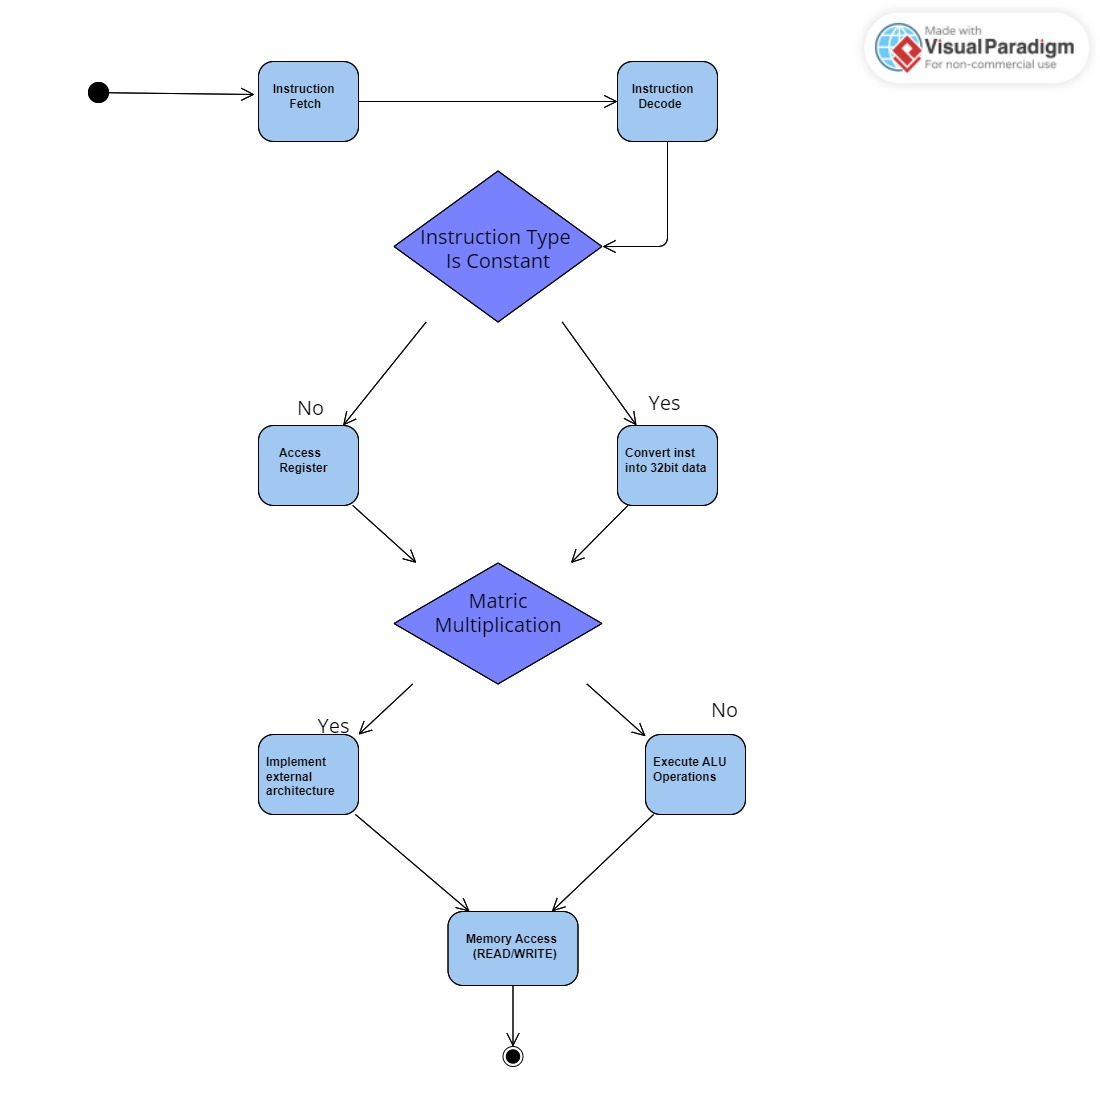 Made with
Visual Paradigm
For non-commercial use
Instruction
Fetch
Instruction
Decode
Instruction Type
Is Constant
No
Yes
Access
Register
Convert inst
into 32bit data
Matric
Multiplication
Yes
No
Implement
external
architecture
Execute ALU
Operations
Memory Access
(READ/WRITE)